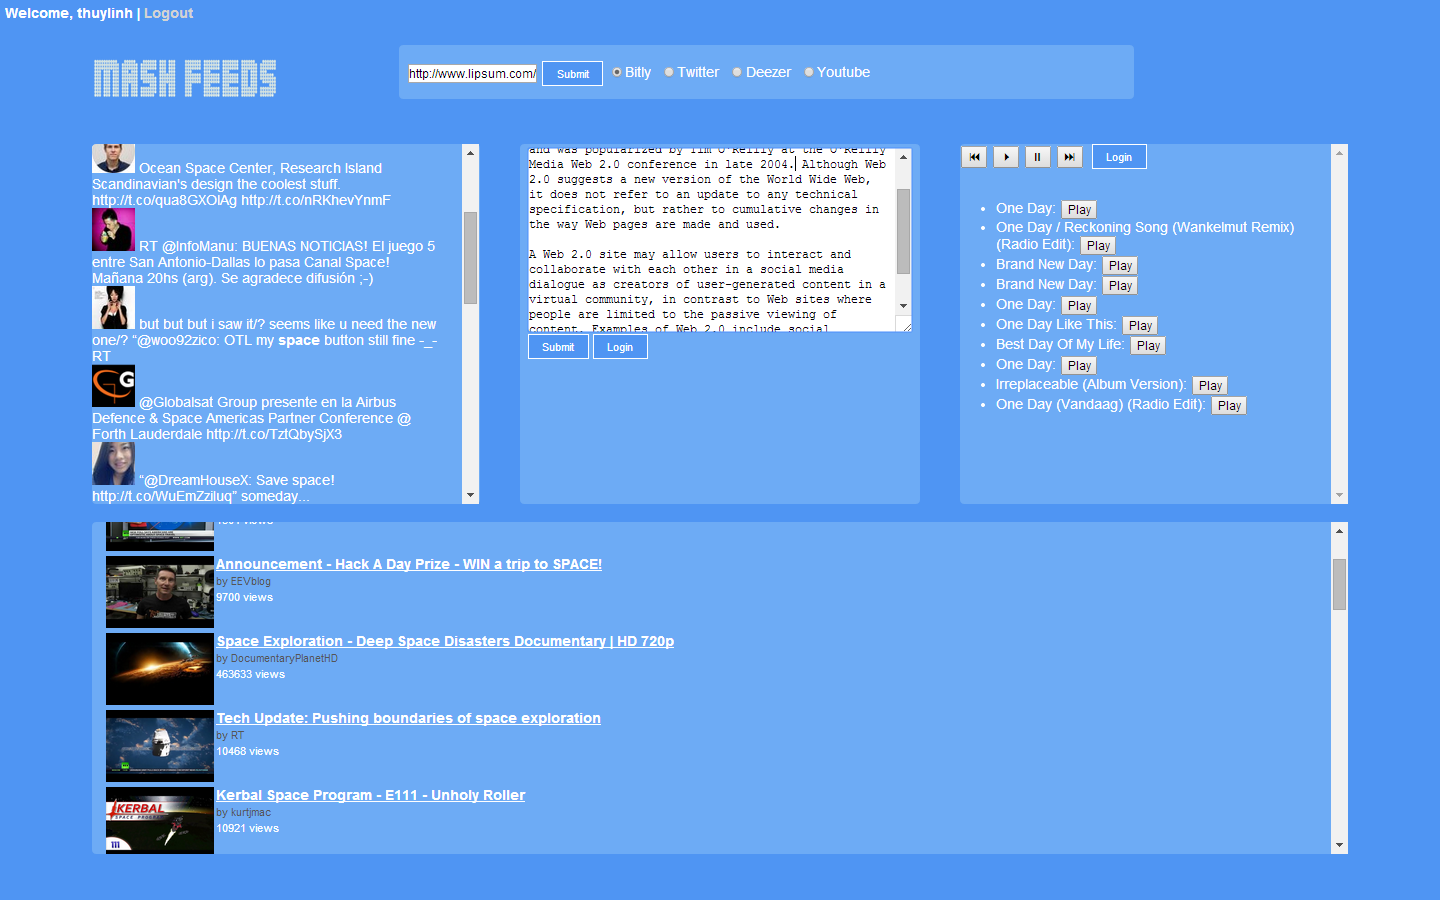 Welcome, thuylinh | Logout
MASH FEEDS
http://www.lipsum.com/ Submit Bitly Twitter Deezer Youtube
Ocean Space Center, Research Island
Scandinavian's design the coolest stuff.
http://t.co/qua8GXOlAg http://t.co/nRKhevYnmF
RT @InfoManu: BUENAS NOTICIAS! El juego 5
entre San Antonio-Dallas lo pasa Canal Space!
Mañana 20hs (arg). Se agradece difusión ;-)
but but but i saw it/? seems like u need the new
one/? “@woo92zico: OTL my space button still fine -_-
RT
@Globalsat Group presente en la Airbus
Defence & Space Americas Partner Conference @
Forth Lauderdale http://t.co/TztQbySjX3
“@DreamHouseX: Save space!
http://t.co/WuEmZziluq” someday...
and was popularized by Tim O'Reilly at the O'Reilly
Media Web 2.0 conference in late 2004. Although Web
2.0 suggests a new version of the World Wide Web,
it does not refer to an update to any technical
specification, but rather to cumulative changes in
the way Web pages are made and used.
A Web 2.0 site may allow users to interact and
collaborate with each other in a social media
dialogue as creators of user-generated content in a
virtual community, in contrast to Web sites where
people are limited to the passive viewing of
content. Examples of Web 2.0 include social
Submit Login
Login
One Day: Play
One Day / Reckoning Song (Wankelmut Remix)
(Radio Edit): Play
Brand New Day: Play
Brand New Day: Play
One Day: Play
One Day Like This: Play
Best Day Of My Life: Play
One Day: Play
Irreplaceable (Album Version): Play
One Day (Vandaag) (Radio Edit): Play
views
Announcement - Hack A Day Prize - WIN a trip to SPACE!
by EEVblog
9700 views
Space Exploration - Deep Space Disasters Documentary | HD 720p
by DocumentaryPlanetHD
463633 views
Tech Update: Pushing boundaries of space exploration
by RT
10468 views
Kerbal Space Program - E111 - Unholy Roller
by kurtjmac
10921 views
KERBAL
SPACE PROGRAM
111